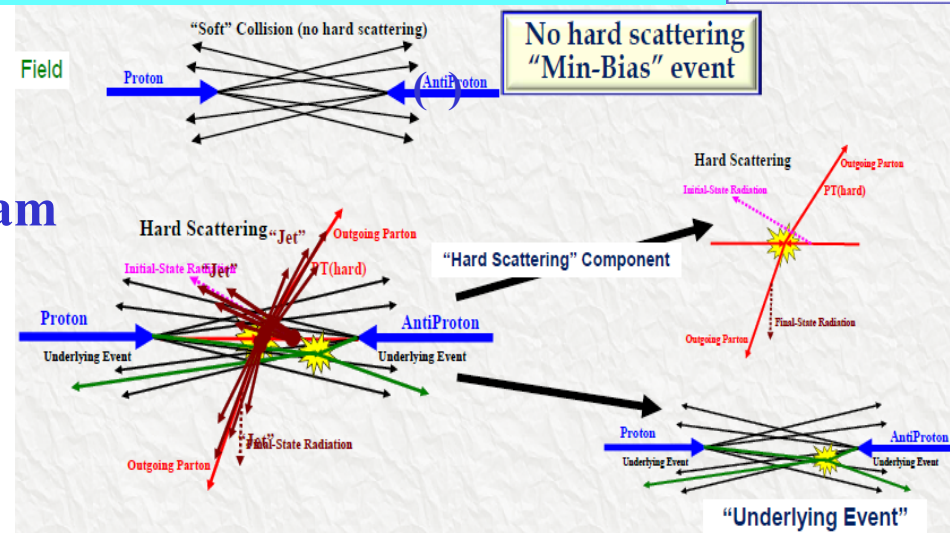 “Soft” Collision (no hard scattering)
No hard scattering
“Min-Bias” event
Field
Proton
AntiProton
( )
Hard Scattering
Outgoing Parton
Initial-State Radiation
PT(hard)
am
Hard Scattering
“Jet”
Outgoing Parton
“Hard Scattering” Component
Initial-State Radiation
“Jet”
PT(hard)
Proton
AntiProton
Final-State Radiation
Outgoing Parton
Underlying Event
Underlying Event
“Jet”
Final-State Radiation
Outgoing Parton
Proton
AntiProton
Underlying Event
Underlying Event
“Underlying Event”